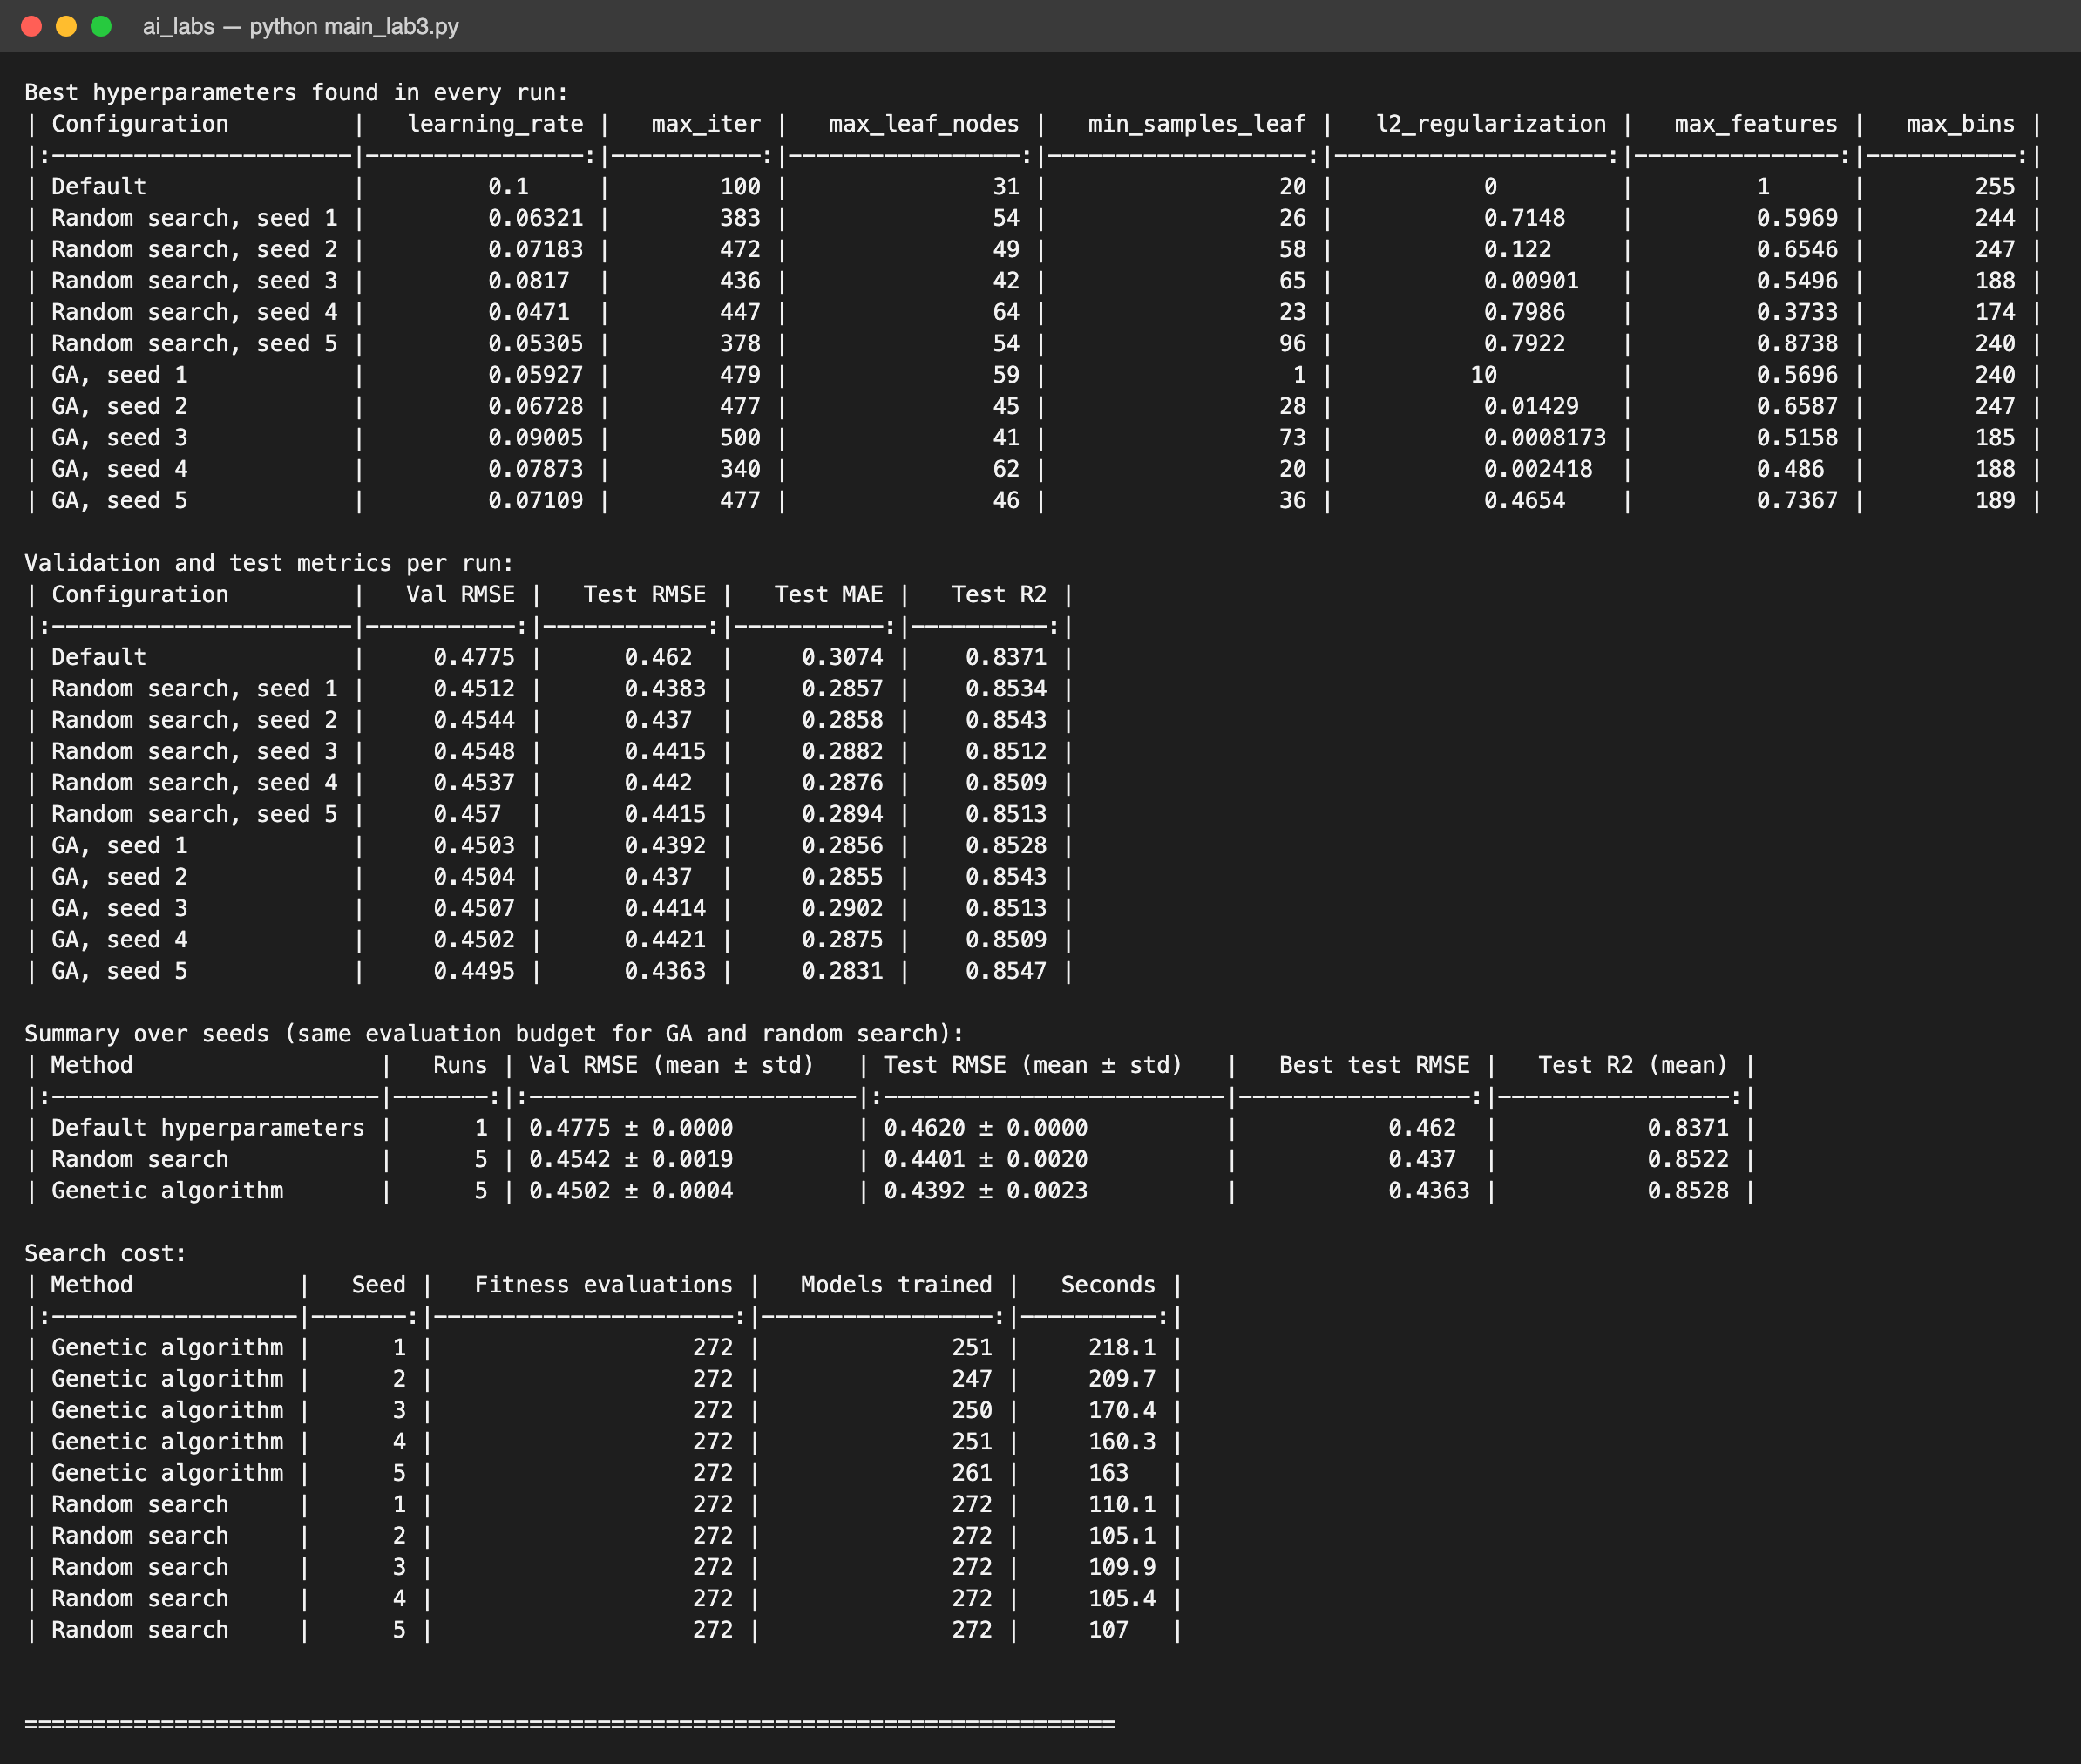 ai_labs — python main_lab3.py
Best hyperparameters found in every run:
| Configuration         |   learning_rate |   max_iter |   max_leaf_nodes |   min_samples_leaf |   l2_regularization |   max_features |   max_bins |
|:----------------------|----------------:|-----------:|-----------------:|-------------------:|--------------------:|---------------:|-----------:|
| Default               |         0.1     |        100 |               31 |                 20 |          0          |         1      |        255 |
| Random search, seed 1 |         0.06321 |        383 |               54 |                 26 |          0.7148     |         0.5969 |        244 |
| Random search, seed 2 |         0.07183 |        472 |               49 |                 58 |          0.122      |         0.6546 |        247 |
| Random search, seed 3 |         0.0817  |        436 |               42 |                 65 |          0.00901    |         0.5496 |        188 |
| Random search, seed 4 |         0.0471  |        447 |               64 |                 23 |          0.7986     |         0.3733 |        174 |
| Random search, seed 5 |         0.05305 |        378 |               54 |                 96 |          0.7922     |         0.8738 |        240 |
| GA, seed 1            |         0.05927 |        479 |               59 |                  1 |         10          |         0.5696 |        240 |
| GA, seed 2            |         0.06728 |        477 |               45 |                 28 |          0.01429    |         0.6587 |        247 |
| GA, seed 3            |         0.09005 |        500 |               41 |                 73 |          0.0008173 |         0.5158 |        185 |
| GA, seed 4            |         0.07873 |        340 |               62 |                 20 |          0.002418   |         0.486  |        188 |
| GA, seed 5            |         0.07109 |        477 |               46 |                 36 |          0.4654     |         0.7367 |        189 |
Validation and test metrics per run:
| Configuration         |   Val RMSE |   Test RMSE |   Test MAE |   Test R2 |
|:----------------------|-----------:|------------:|-----------:|----------:|
| Default               |     0.4775 |      0.462  |     0.3074 |    0.8371 |
| Random search, seed 1 |     0.4512 |      0.4383 |     0.2857 |    0.8534 |
| Random search, seed 2 |     0.4544 |      0.437  |     0.2858 |    0.8543 |
| Random search, seed 3 |     0.4548 |      0.4415 |     0.2882 |    0.8512 |
| Random search, seed 4 |     0.4537 |      0.442  |     0.2876 |    0.8509 |
| Random search, seed 5 |     0.457  |      0.4415 |     0.2894 |    0.8513 |
| GA, seed 1            |     0.4503 |      0.4392 |     0.2856 |    0.8528 |
| GA, seed 2            |     0.4504 |      0.437  |     0.2855 |    0.8543 |
| GA, seed 3            |     0.4507 |      0.4414 |     0.2902 |    0.8513 |
| GA, seed 4            |     0.4502 |      0.4421 |     0.2875 |    0.8509 |
| GA, seed 5            |     0.4495 |      0.4363 |     0.2831 |    0.8547 |
Summary over seeds (same evaluation budget for GA and random search):
| Method                  |   Runs | Val RMSE (mean ± std)   | Test RMSE (mean ± std)   |   Best test RMSE |   Test R2 (mean) |
|:------------------------|-------:|:------------------------|:-------------------------|-----------------:|-----------------:|
| Default hyperparameters |      1 | 0.4775 ± 0.0000         | 0.4620 ± 0.0000          |           0.462  |           0.8371 |
| Random search           |      5 | 0.4542 ± 0.0019         | 0.4401 ± 0.0020          |           0.437  |           0.8522 |
| Genetic algorithm       |      5 | 0.4502 ± 0.0004         | 0.4392 ± 0.0023          |           0.4363 |           0.8528 |
Search cost:
| Method            |   Seed |   Fitness evaluations |   Models trained |   Seconds |
|:------------------|-------:|----------------------:|-----------------:|----------:|
| Genetic algorithm |      1 |                   272 |              251 |     218.1 |
| Genetic algorithm |      2 |                   272 |              247 |     209.7 |
| Genetic algorithm |      3 |                   272 |              250 |     170.4 |
| Genetic algorithm |      4 |                   272 |              251 |     160.3 |
| Genetic algorithm |      5 |                   272 |              261 |     163   |
| Random search     |      1 |                   272 |              272 |     110.1 |
| Random search     |      2 |                   272 |              272 |     105.1 |
| Random search     |      3 |                   272 |              272 |     109.9 |
| Random search     |      4 |                   272 |              272 |     105.4 |
| Random search     |      5 |                   272 |              272 |     107   |
================================================================================